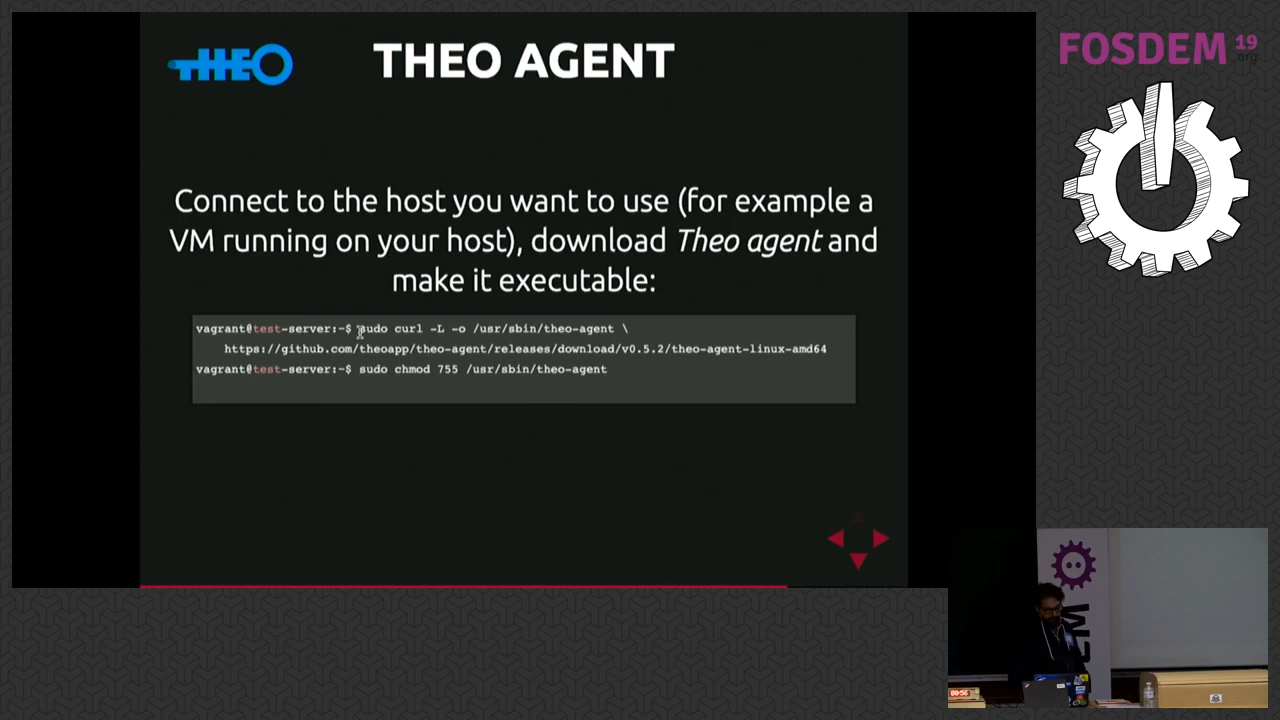 THEO
THEO AGENT
FOSDEM 19
.org
Connect to the host you want to use (for example a
VM running on your host), download Theo agent and
make it executable:
vagrant@test-server:~$ sudo curl -L -o /usr/sbin/theo-agent \
https://github.com/theoapp/theo-agent/releases/download/v0.5.2/theo-agent-linux-amd64
vagrant@test-server:~$ sudo chmod 755 /usr/sbin/theo-agent